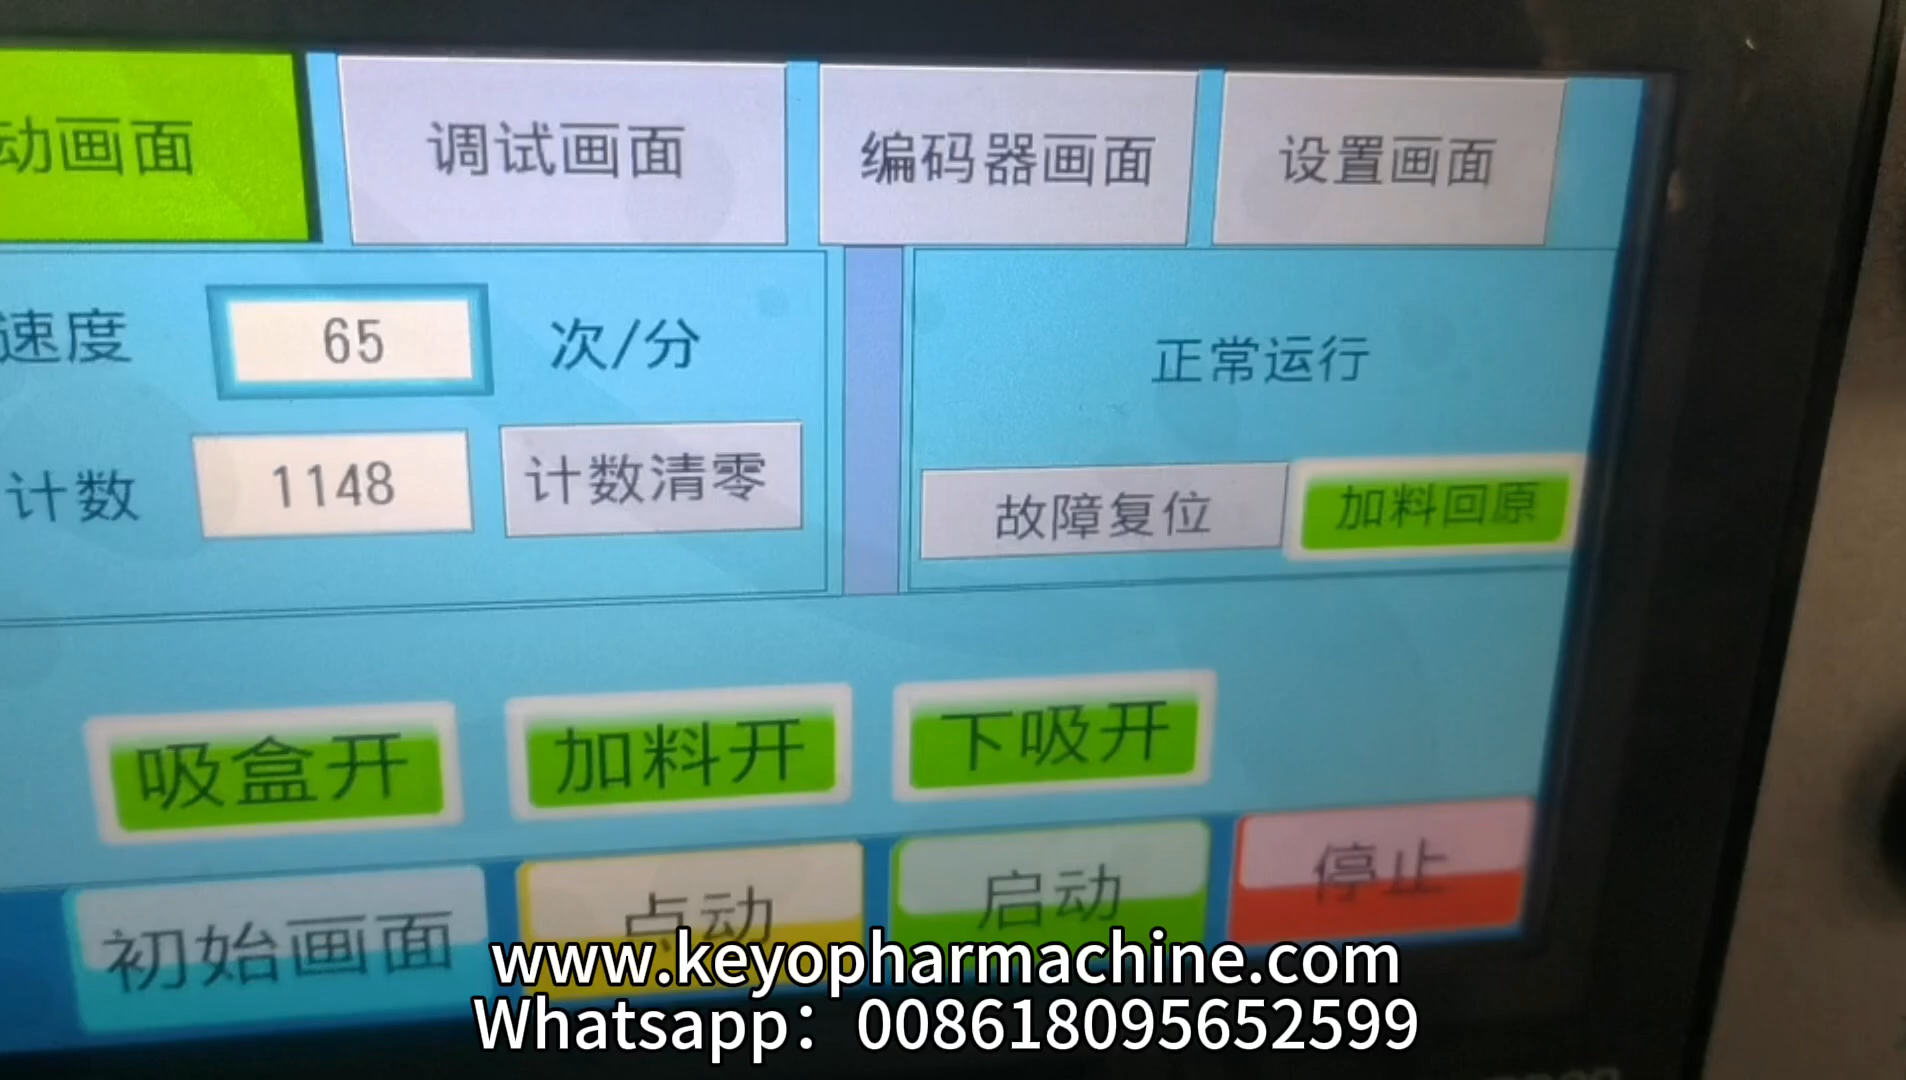 动画面 调试画面 编码器画面 设置画面
速度 65 次/分 正常运行
计数 1148 计数清零 故障复位 加料回原
吸盒开 加料开 下吸开
初始画面 点动 启动 停止
www.keyopharmachine.com
Whatsapp：008618095652599